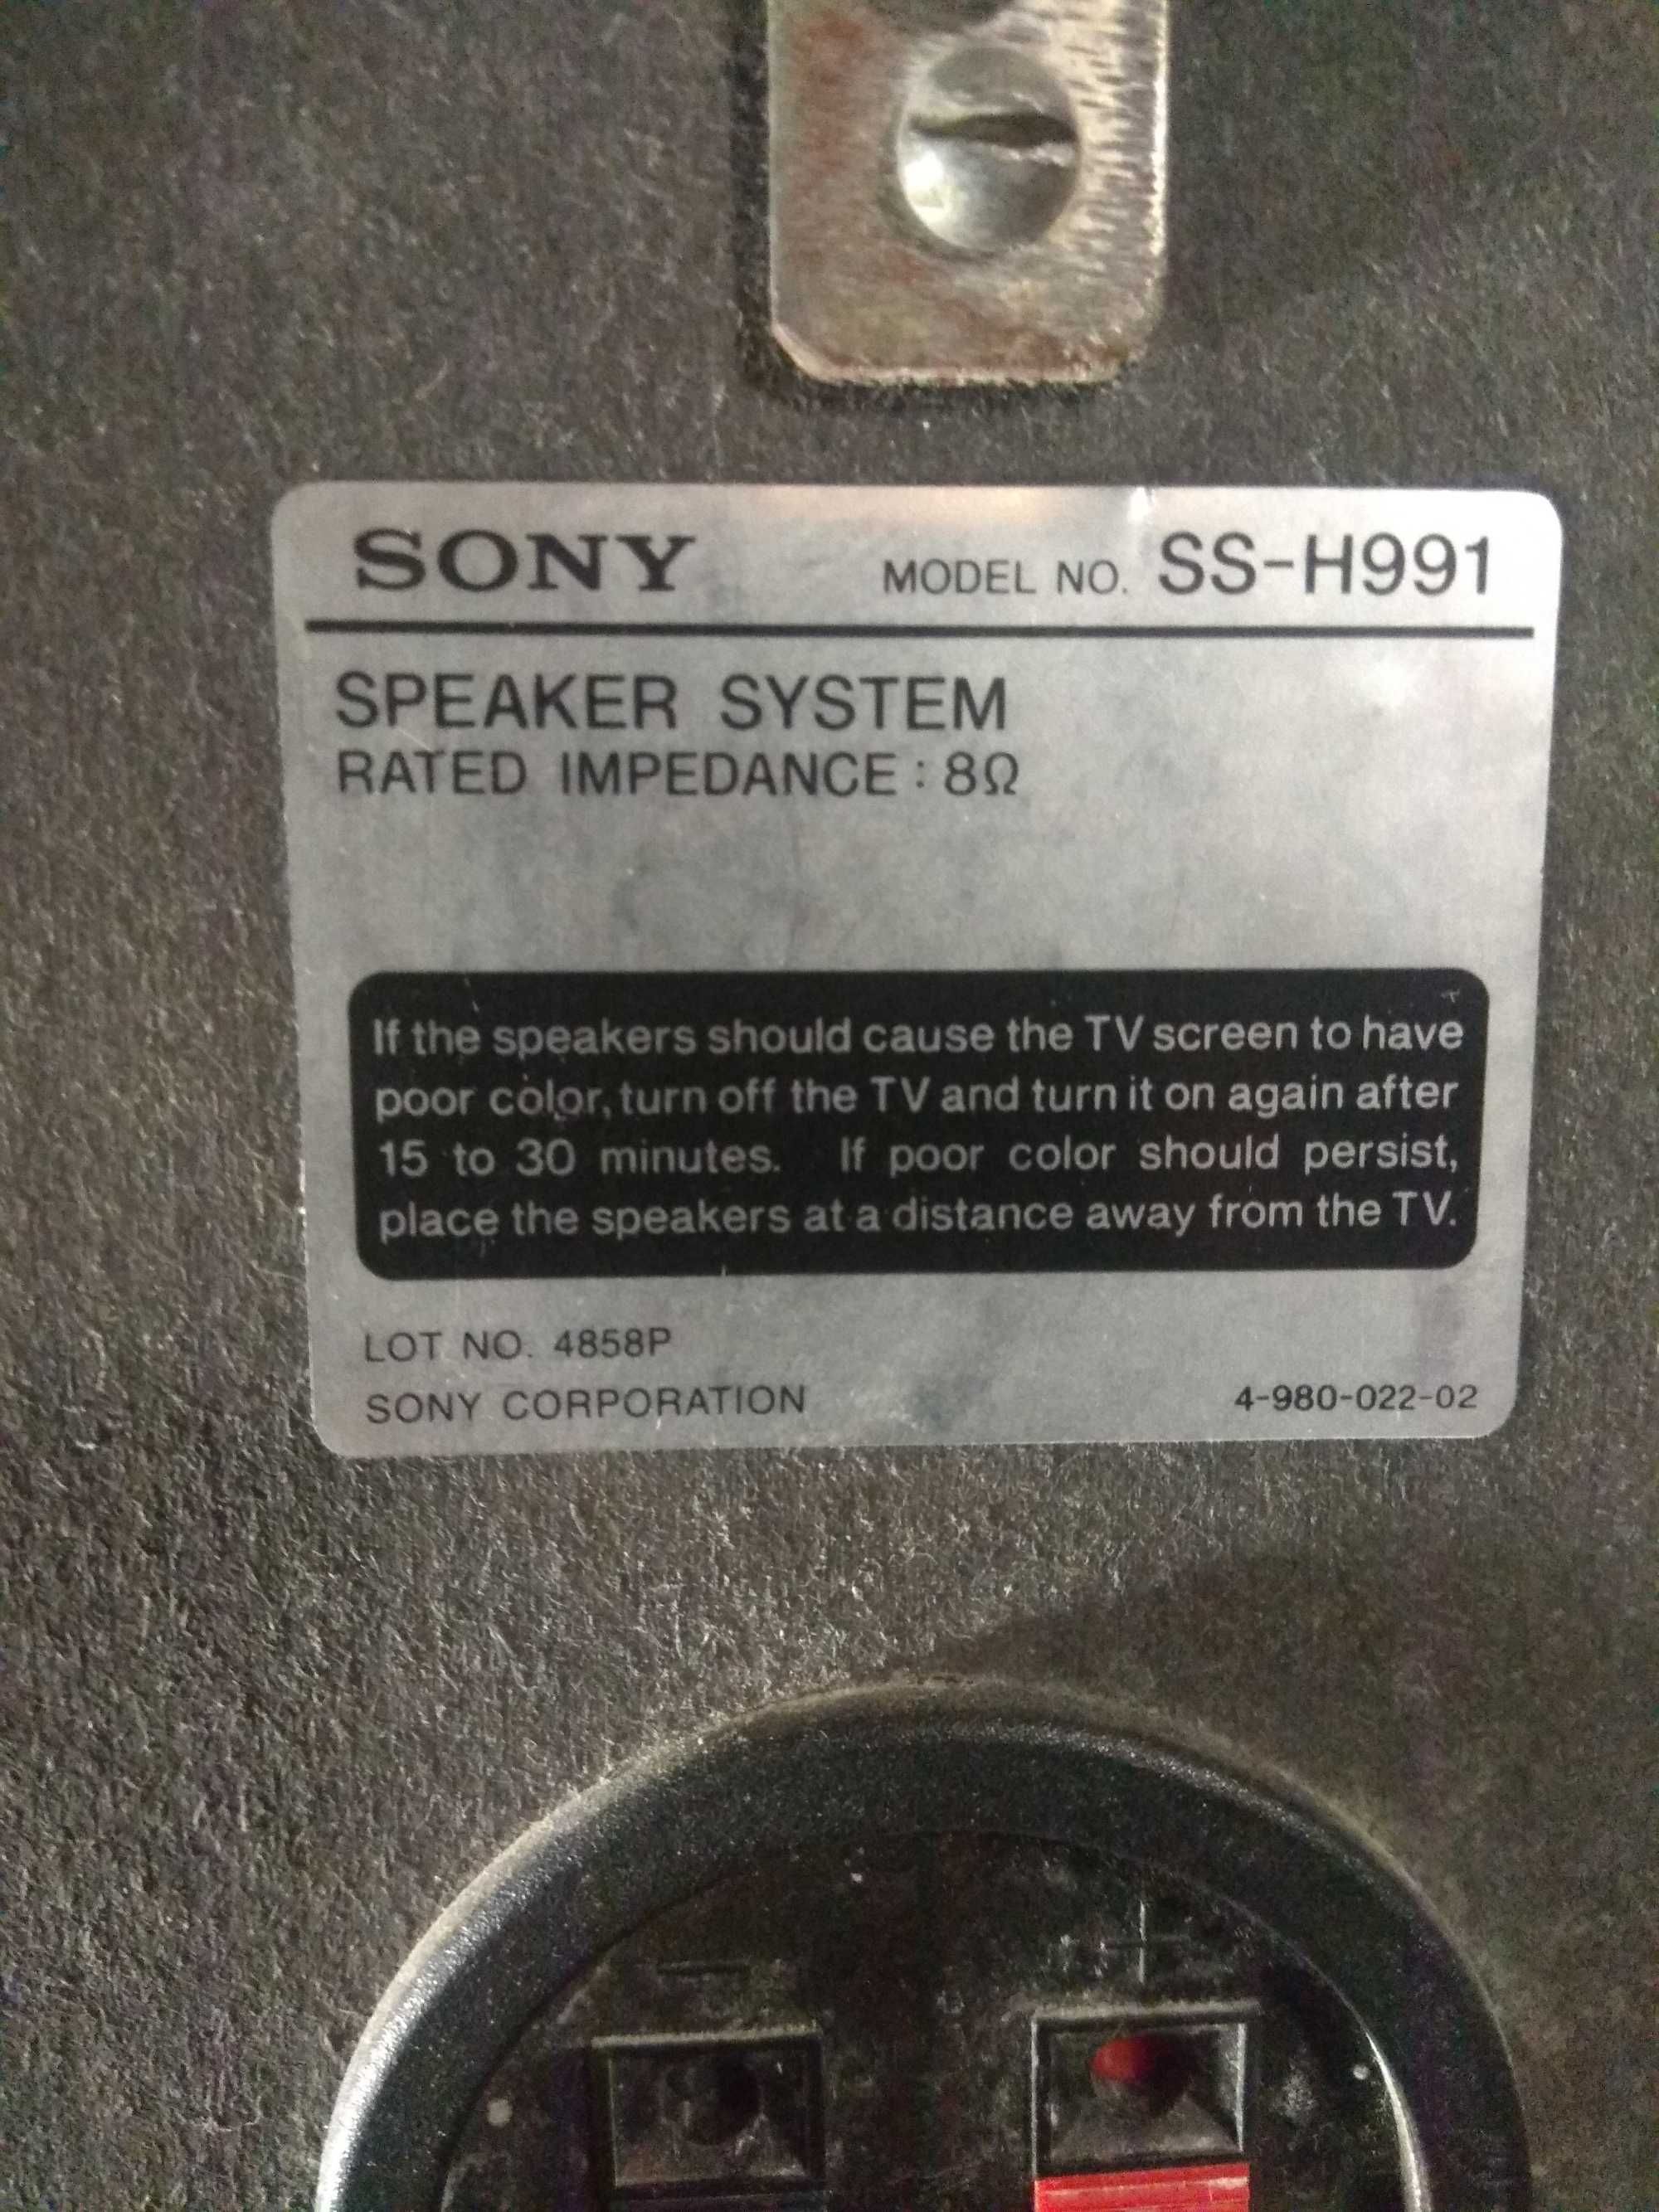 SONY MODEL NO. SS-H991
SPEAKER SYSTEM
RATED IMPEDANCE : 8Ω
If the speakers should cause the TV screen to have
poor color, turn off the TV and turn it on again after
15 to 30 minutes. If poor color should persist,
place the speakers at a distance away from the TV.
LOT NO. 4858P
SONY CORPORATION 4-980-022-02
− +